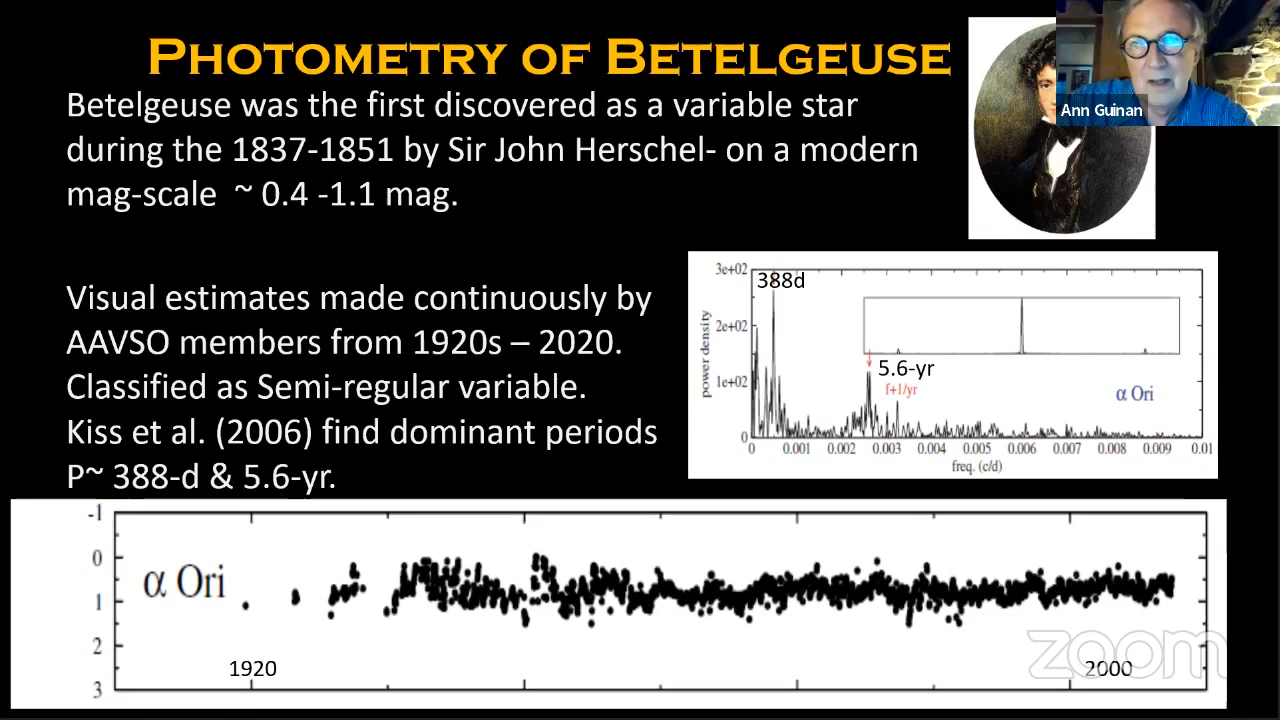 PHOTOMETRY OF BETELGEUSE
Ann Guinan
Betelgeuse was the first discovered as a variable star
during the 1837-1851 by Sir John Herschel- on a modern
mag-scale ~ 0.4 -1.1 mag.
Visual estimates made continuously by
AAVSO members from 1920s – 2020.
Classified as Semi-regular variable.
Kiss et al. (2006) find dominant periods
P~ 388-d & 5.6-yr.
3e+02
2e+02
1e+02
0
power density
388d
5.6-yr
f+1/yr
α Ori
0 0.001 0.002 0.003 0.004 0.005 0.006 0.007 0.008 0.009 0.01
freq. (c/d)
-1
0
1
2
3
α Ori
1920
2000
zoom